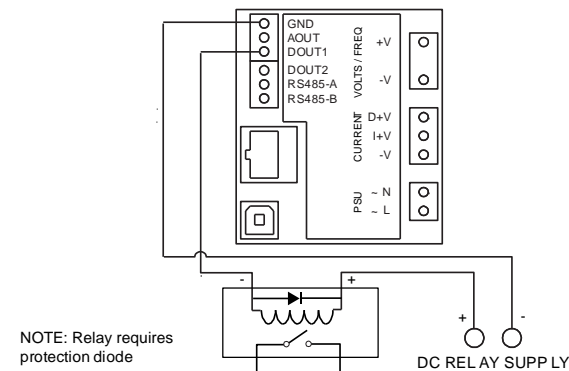 GND
AOUT
DOUT1
DOUT2
RS485-A
RS485-B
VOLTS / FREQ
+V
-V
CURRENT
D+V
I+V
-V
PSU
~ N
~ L
- +
+ -
NOTE: Relay requires
protection diode
DC RELAY SUPPLY